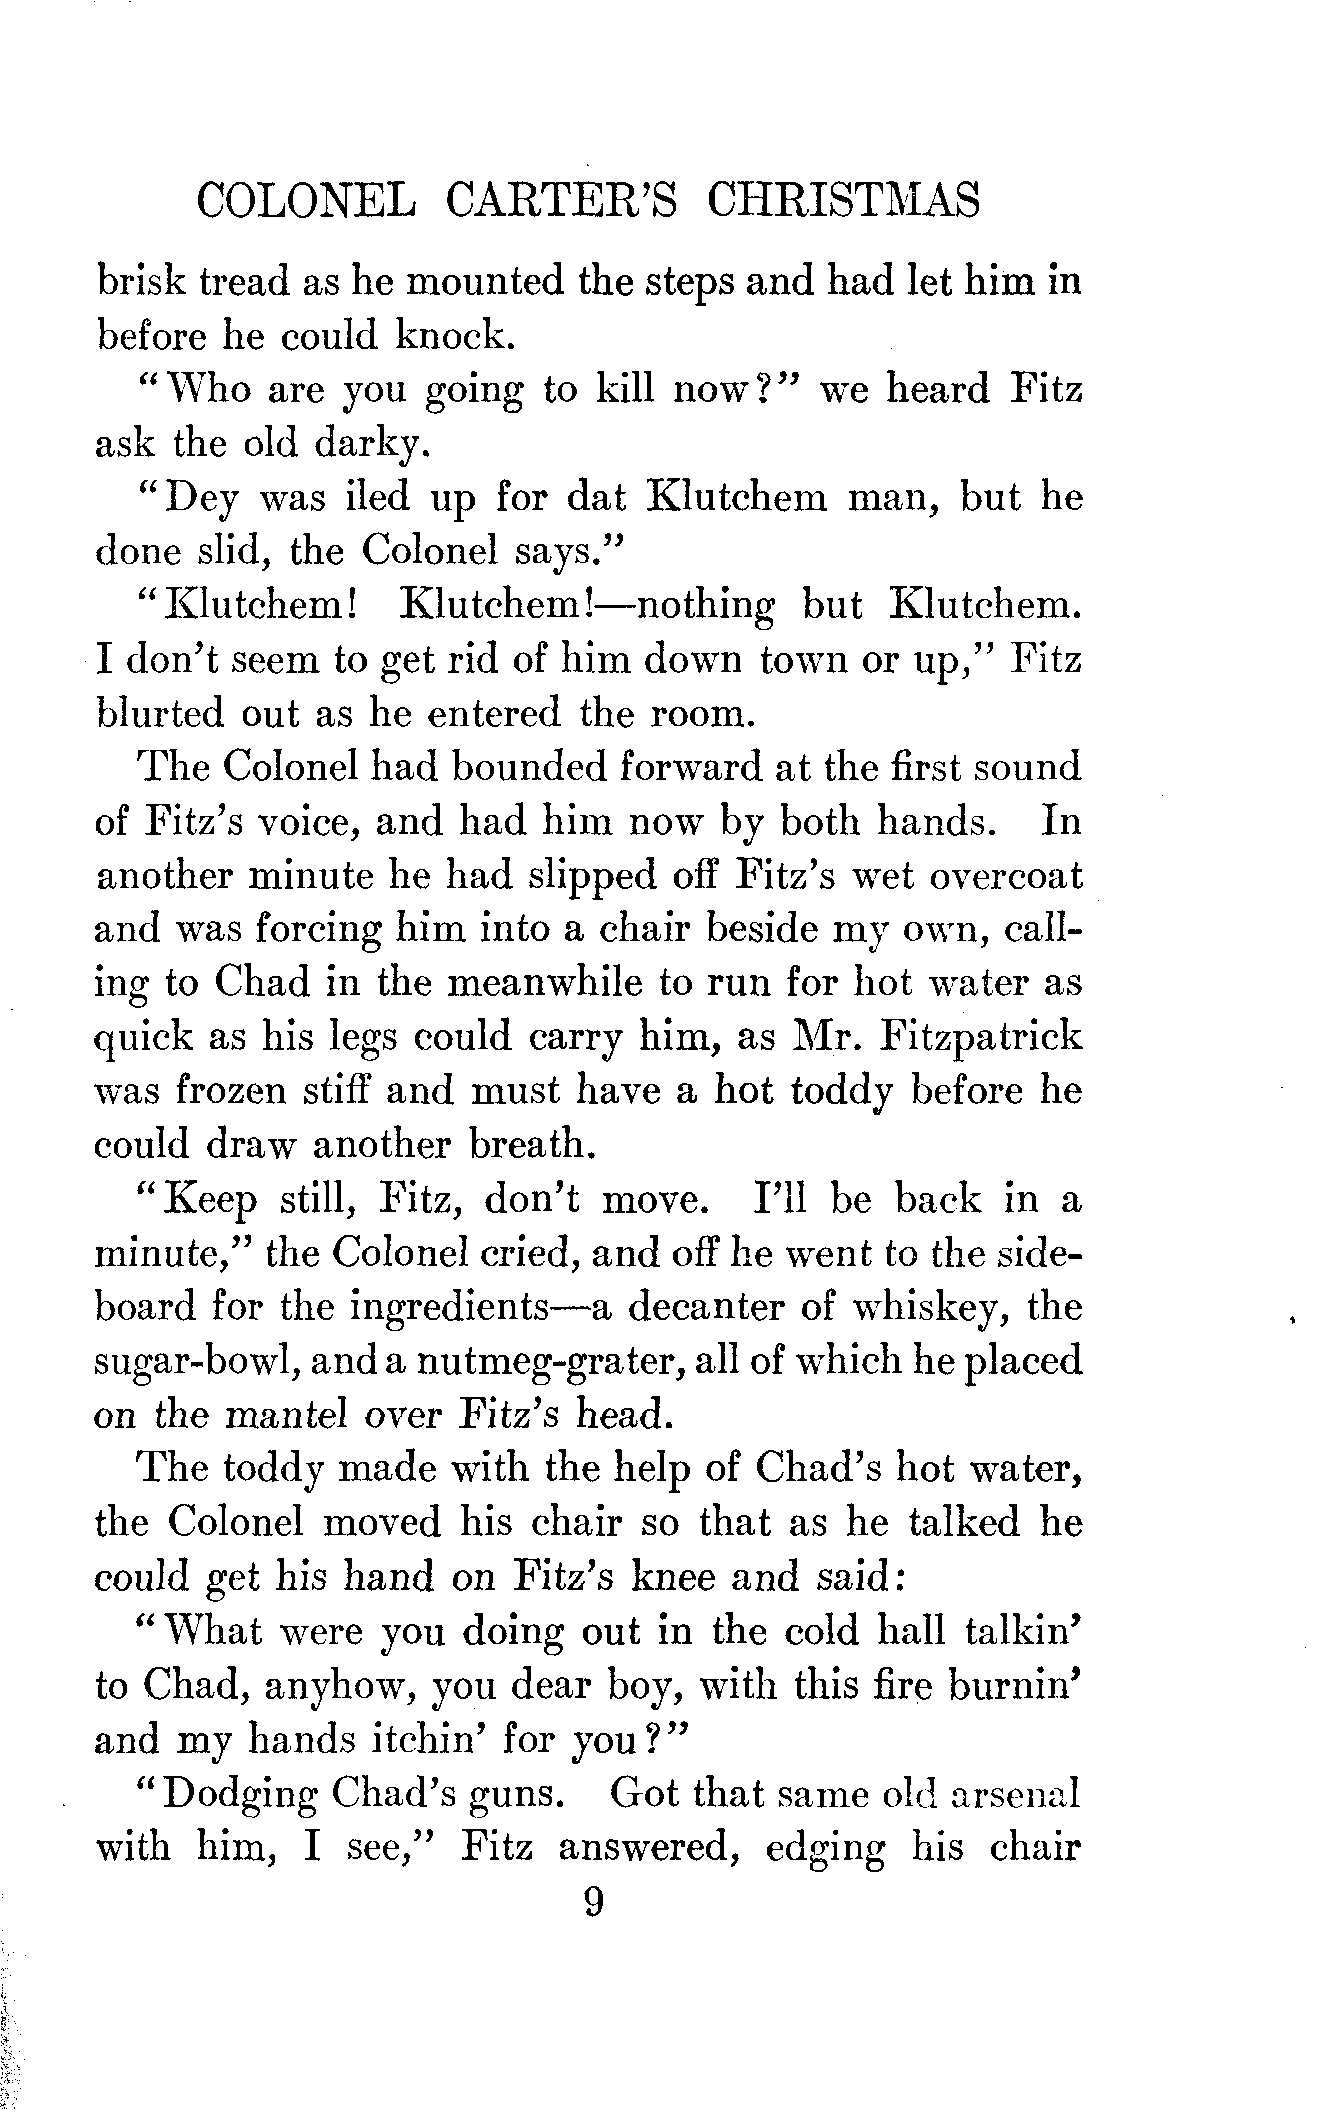 COLONEL CARTER'S CHRISTMAS
brisk tread as he mounted the steps and had let him in
before he could knock.
"Who are you going to kill now?" we heard Fitz
ask the old darky.
"Dey was iled up for dat Klutchem man, but he
done slid, the Colonel says."
"Klutchem! Klutchem!—nothing but Klutchem.
I don't seem to get rid of him down town or up," Fitz
blurted out as he entered the room.
The Colonel had bounded forward at the first sound
of Fitz's voice, and had him now by both hands. In
another minute he had slipped off Fitz's wet overcoat
and was forcing him into a chair beside my own, call-
ing to Chad in the meanwhile to run for hot water as
quick as his legs could carry him, as Mr. Fitzpatrick
was frozen stiff and must have a hot toddy before he
could draw another breath.
"Keep still, Fitz, don't move. I'll be back in a
minute," the Colonel cried, and off he went to the side-
board for the ingredients—a decanter of whiskey, the
sugar-bowl, and a nutmeg-grater, all of which he placed
on the mantel over Fitz's head.
The toddy made with the help of Chad's hot water,
the Colonel moved his chair so that as he talked he
could get his hand on Fitz's knee and said:
"What were you doing out in the cold hall talkin'
to Chad, anyhow, you dear boy, with this fire burnin'
and my hands itchin' for you?"
"Dodging Chad's guns. Got that same old arsenal
with him, I see," Fitz answered, edging his chair
9